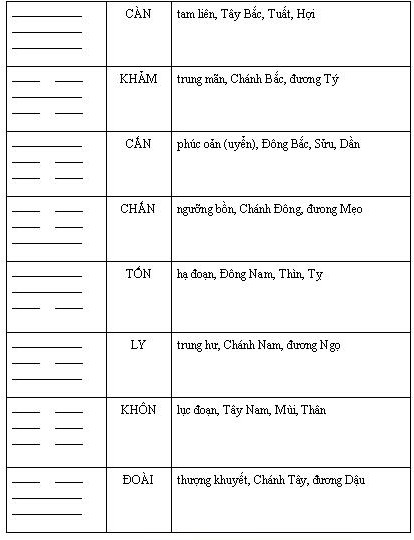 CÀN tam liên, Tây Bắc, Tuất, Hợi
KHẢM trung mãn, Chánh Bắc, đương Tý
CẤN phúc oản (uyển), Đông Bắc, Sửu, Dần
CHẤN ngưỡng bồn, Chánh Đông, đương Mẹo
TỐN hạ đoạn, Đông Nam, Thìn, Tỵ
LY trung hư, Chánh Nam, đương Ngọ
KHÔN lục đoạn, Tây Nam, Mùi, Thân
ĐOÀI thượng khuyết, Chánh Tây, đương Dậu